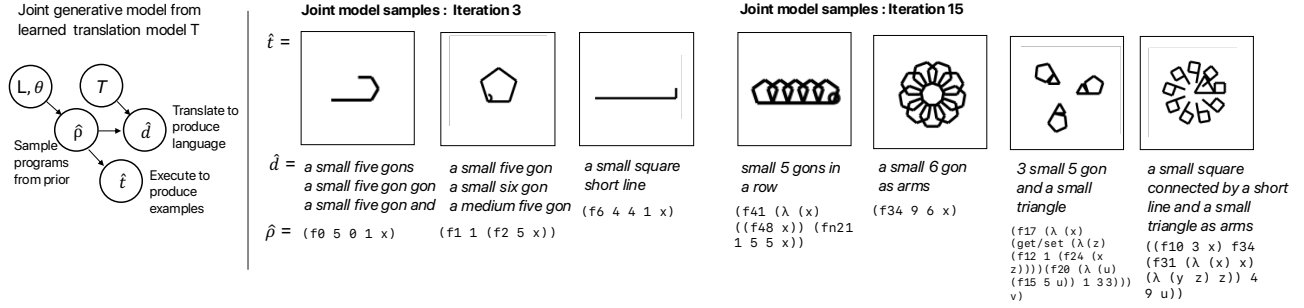 Joint generative model from
learned translation model T
L, θ
T
ρ̂
d̂
t̂
Translate to
produce
language
Sample
programs
from prior
Execute to
produce
examples
Joint model samples : Iteration 3
t̂ =
d̂ =
a small five gons
a small five gon gon
a small five gon and
a small five gon
a small six gon
a medium five gon
a small square
short line
ρ̂ =
(f0 5 0 1 x)
(f1 1 (f2 5 x))
(f6 4 4 1 x)
Joint model samples : Iteration 15
small 5 gons in
a row
(f41 (λ (x)
((f48 x)) (fn21
1 5 5 x))
a small 6 gon
as arms
(f34 9 6 x)
3 small 5 gon
and a small
triangle
(f17 (λ (x)
(get/set (λ(z)
(f12 1 (f24 (x
z))))(f20 (λ (u)
(f15 5 u)) 1 3 3)))
v)
a small square
connected by a short
line and a small
triangle as arms
((f10 3 x) f34
(f31 (λ (x) x)
(λ (y z) z)) 4
9 u))